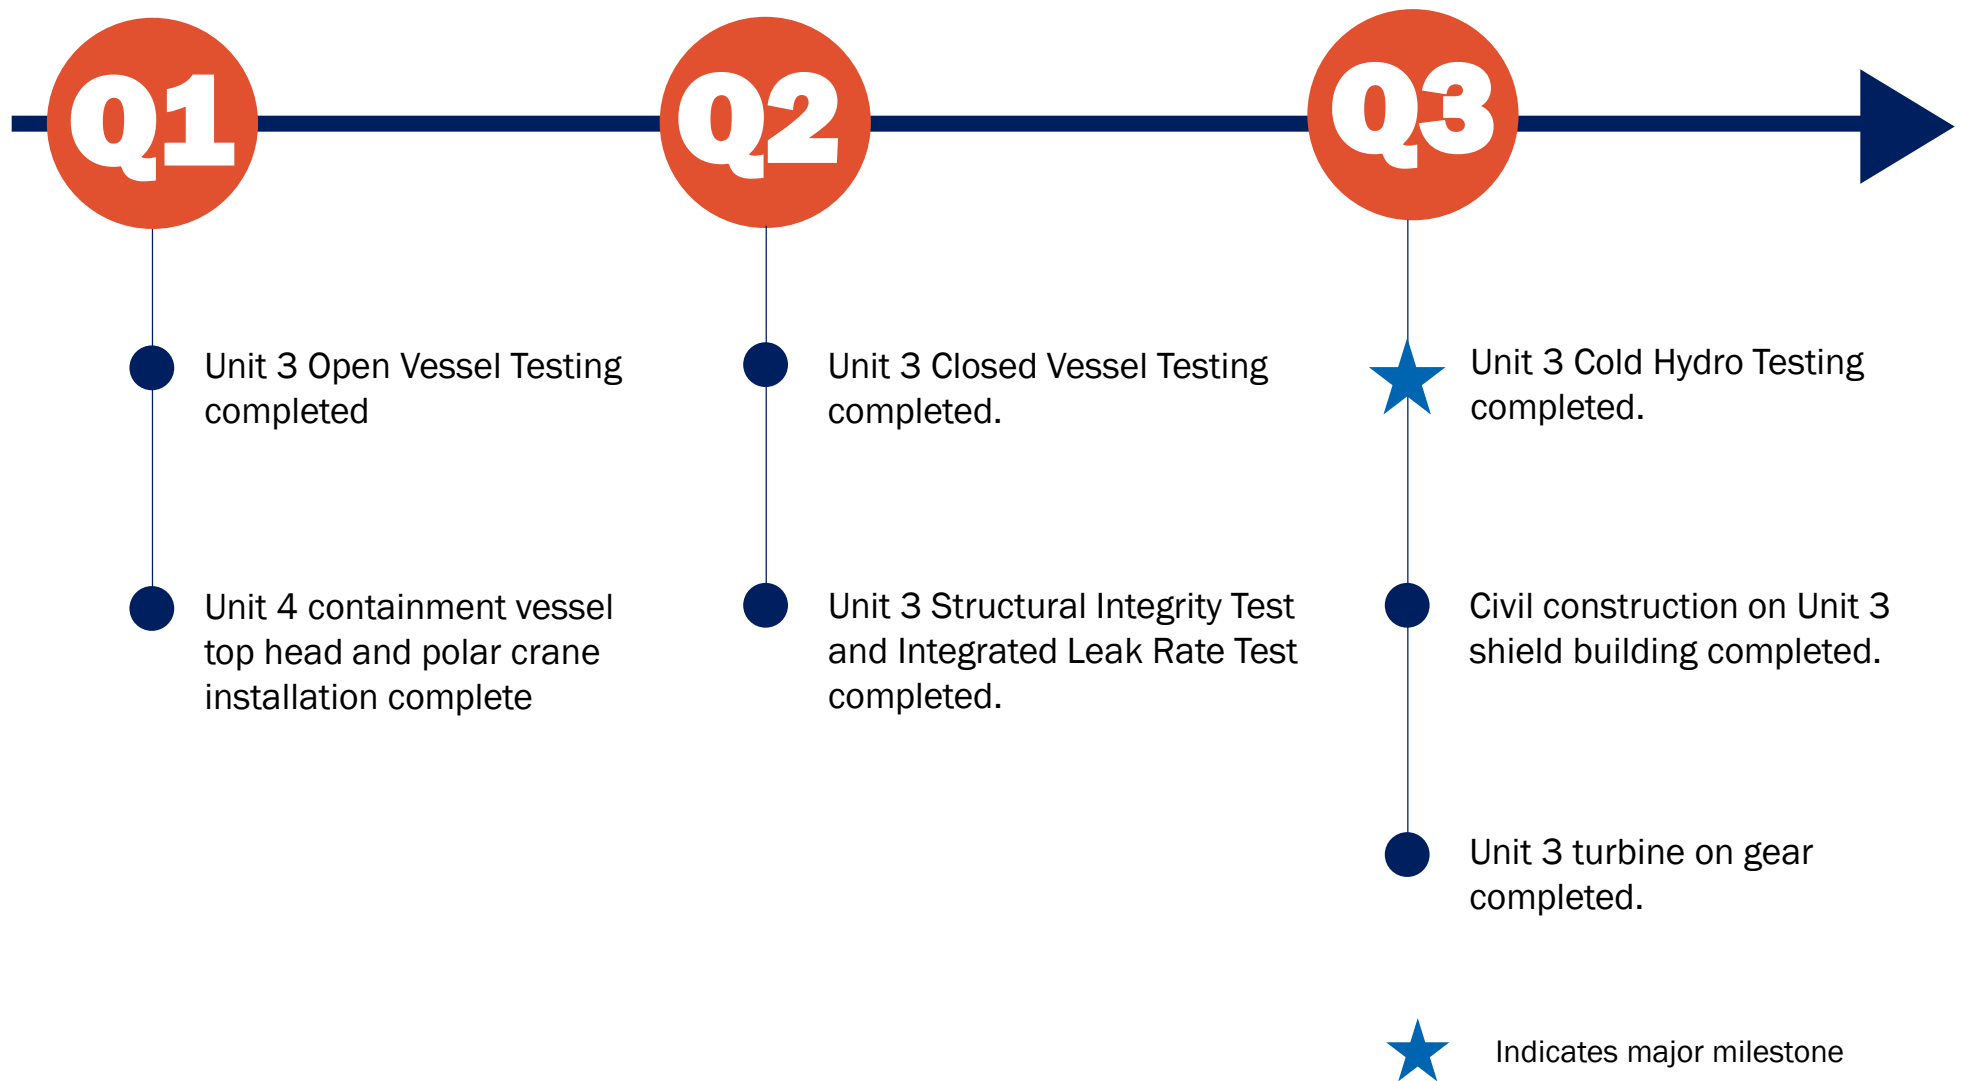 Q1
Q2
Q3
Unit 3 Open Vessel Testing
completed
Unit 4 containment vessel
top head and polar crane
installation complete
Unit 3 Closed Vessel Testing
completed.
Unit 3 Structural Integrity Test
and Integrated Leak Rate Test
completed.
Unit 3 Cold Hydro Testing
completed.
Civil construction on Unit 3
shield building completed.
Unit 3 turbine on gear
completed.
Indicates major milestone